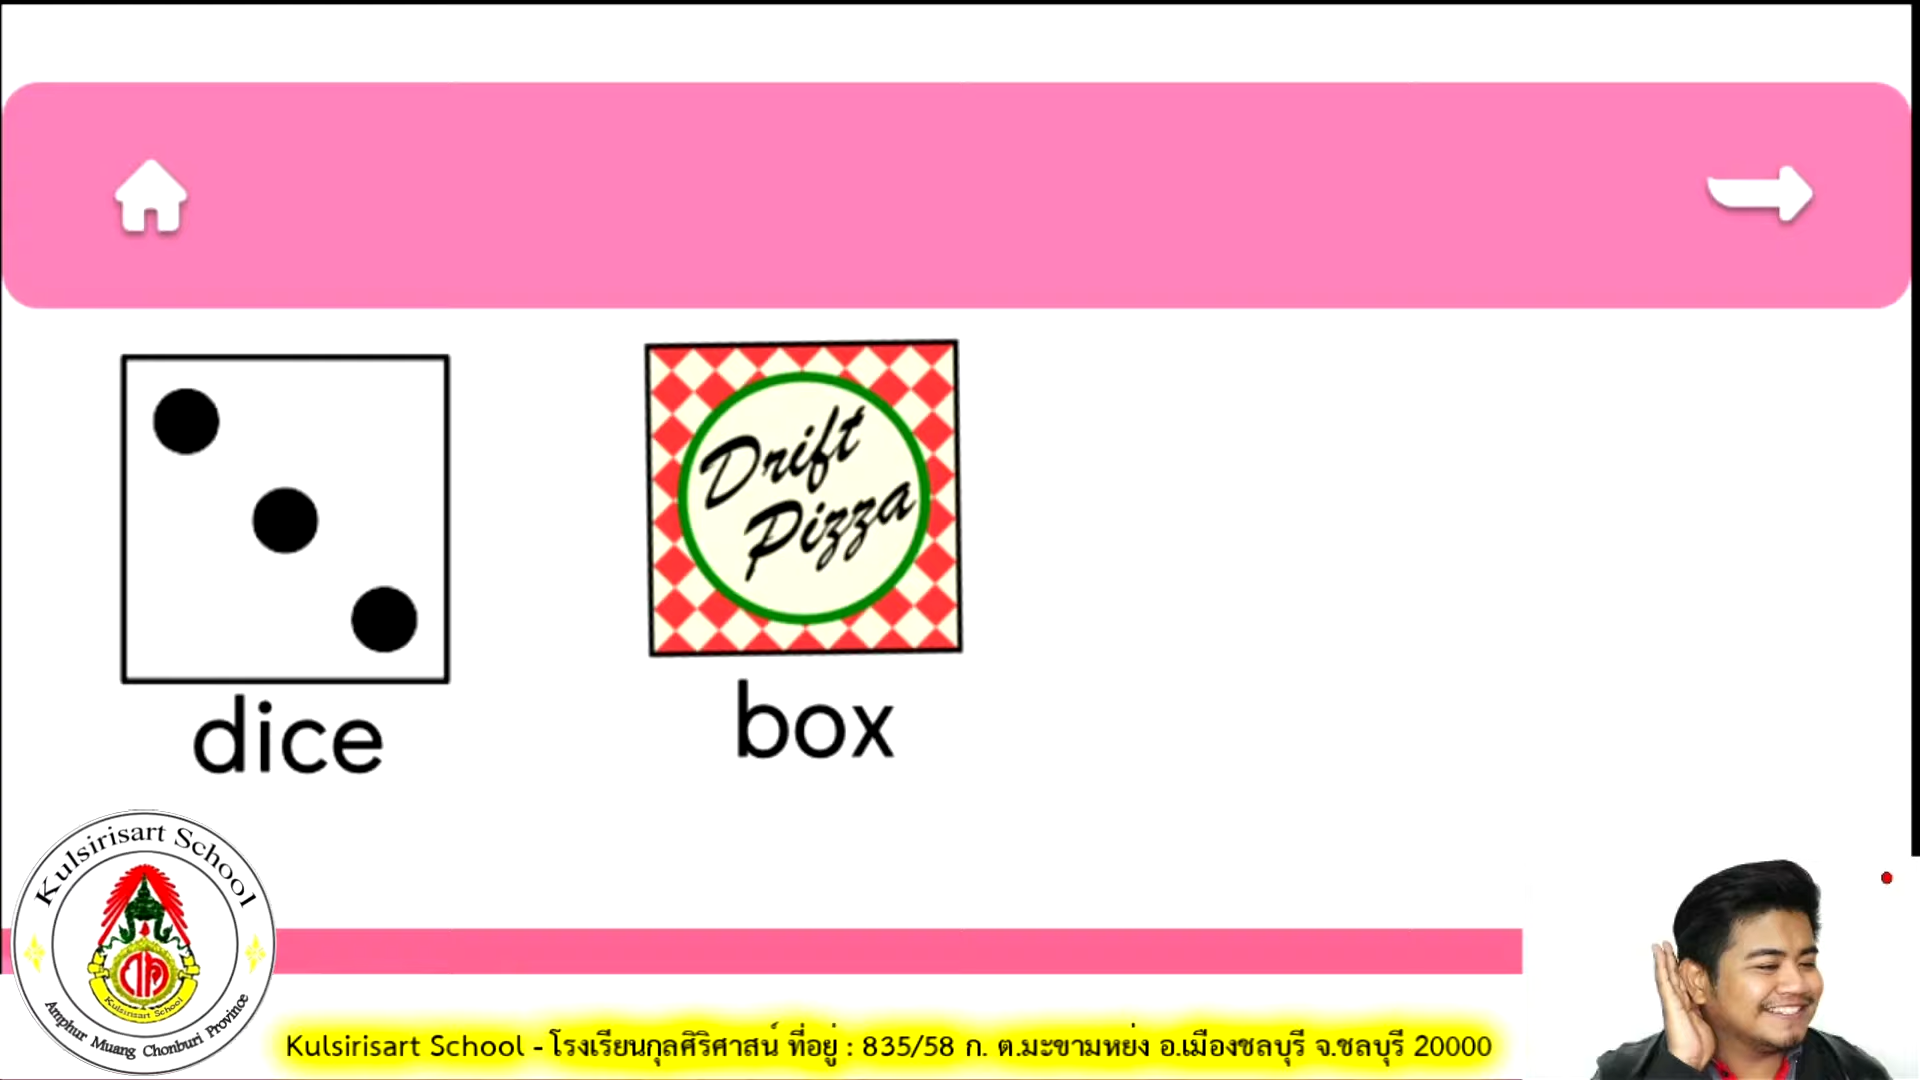 Drift
Pizza
dice
box
Kulsirisart School
Kulsirisart School
Amphur Muang Chonburi Province
Kulsirisart School - โรงเรียนกุลศิริศาสน์ ที่อยู่ : 835/58 ก. ต.มะขามหย่ง อ.เมืองชลบุรี จ.ชลบุรี 20000